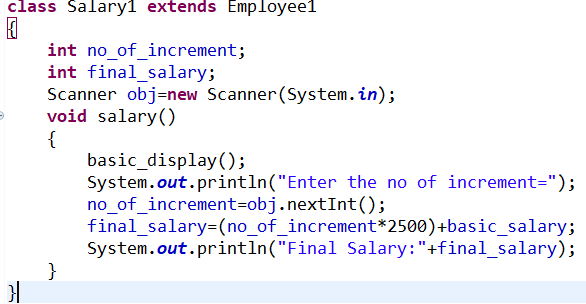 class Salary1 extends Employee1
{
    int no_of_increment;
    int final_salary;
    Scanner obj=new Scanner(System.in);
    void salary()
    {
        basic_display();
        System.out.println("Enter the no of increment=");
        no_of_increment=obj.nextInt();
        final_salary=(no_of_increment*2500)+basic_salary;
        System.out.println("Final Salary:"+final_salary);
    }
}